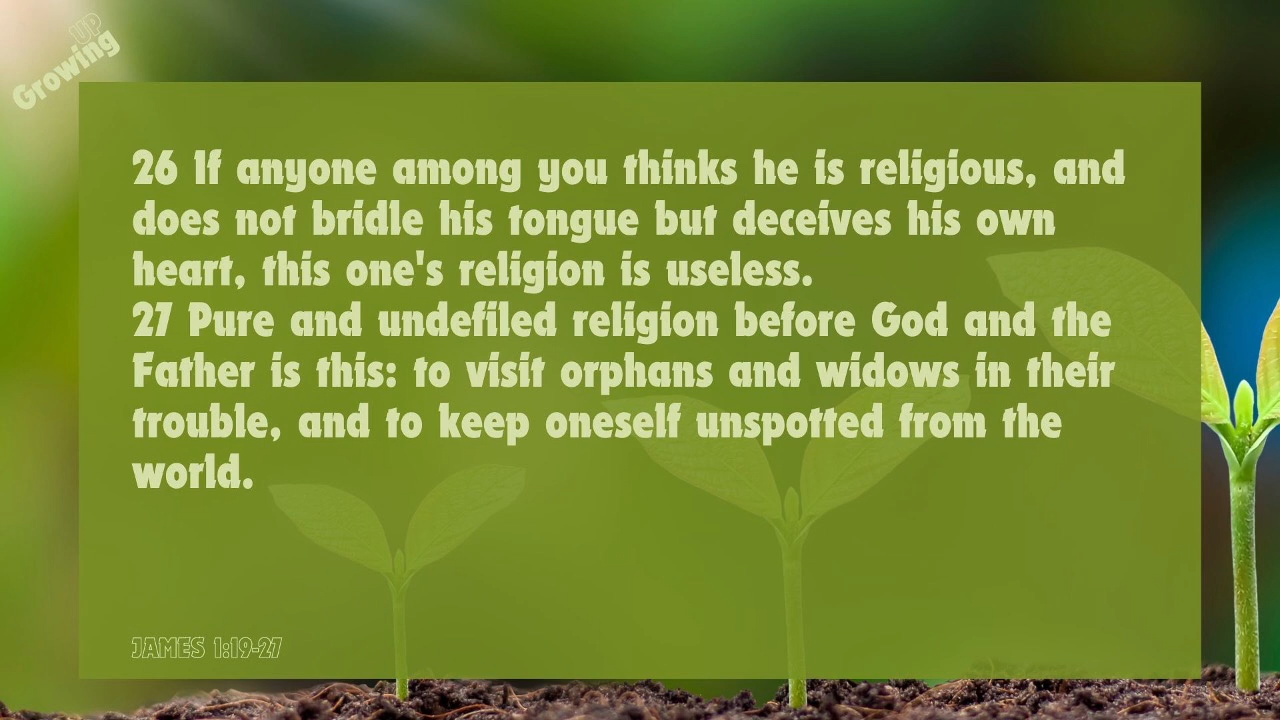 Growing UP
26 If anyone among you thinks he is religious, and
does not bridle his tongue but deceives his own
heart, this one's religion is useless.
27 Pure and undefiled religion before God and the
Father is this: to visit orphans and widows in their
trouble, and to keep oneself unspotted from the
world.
JAMES 1:19-27